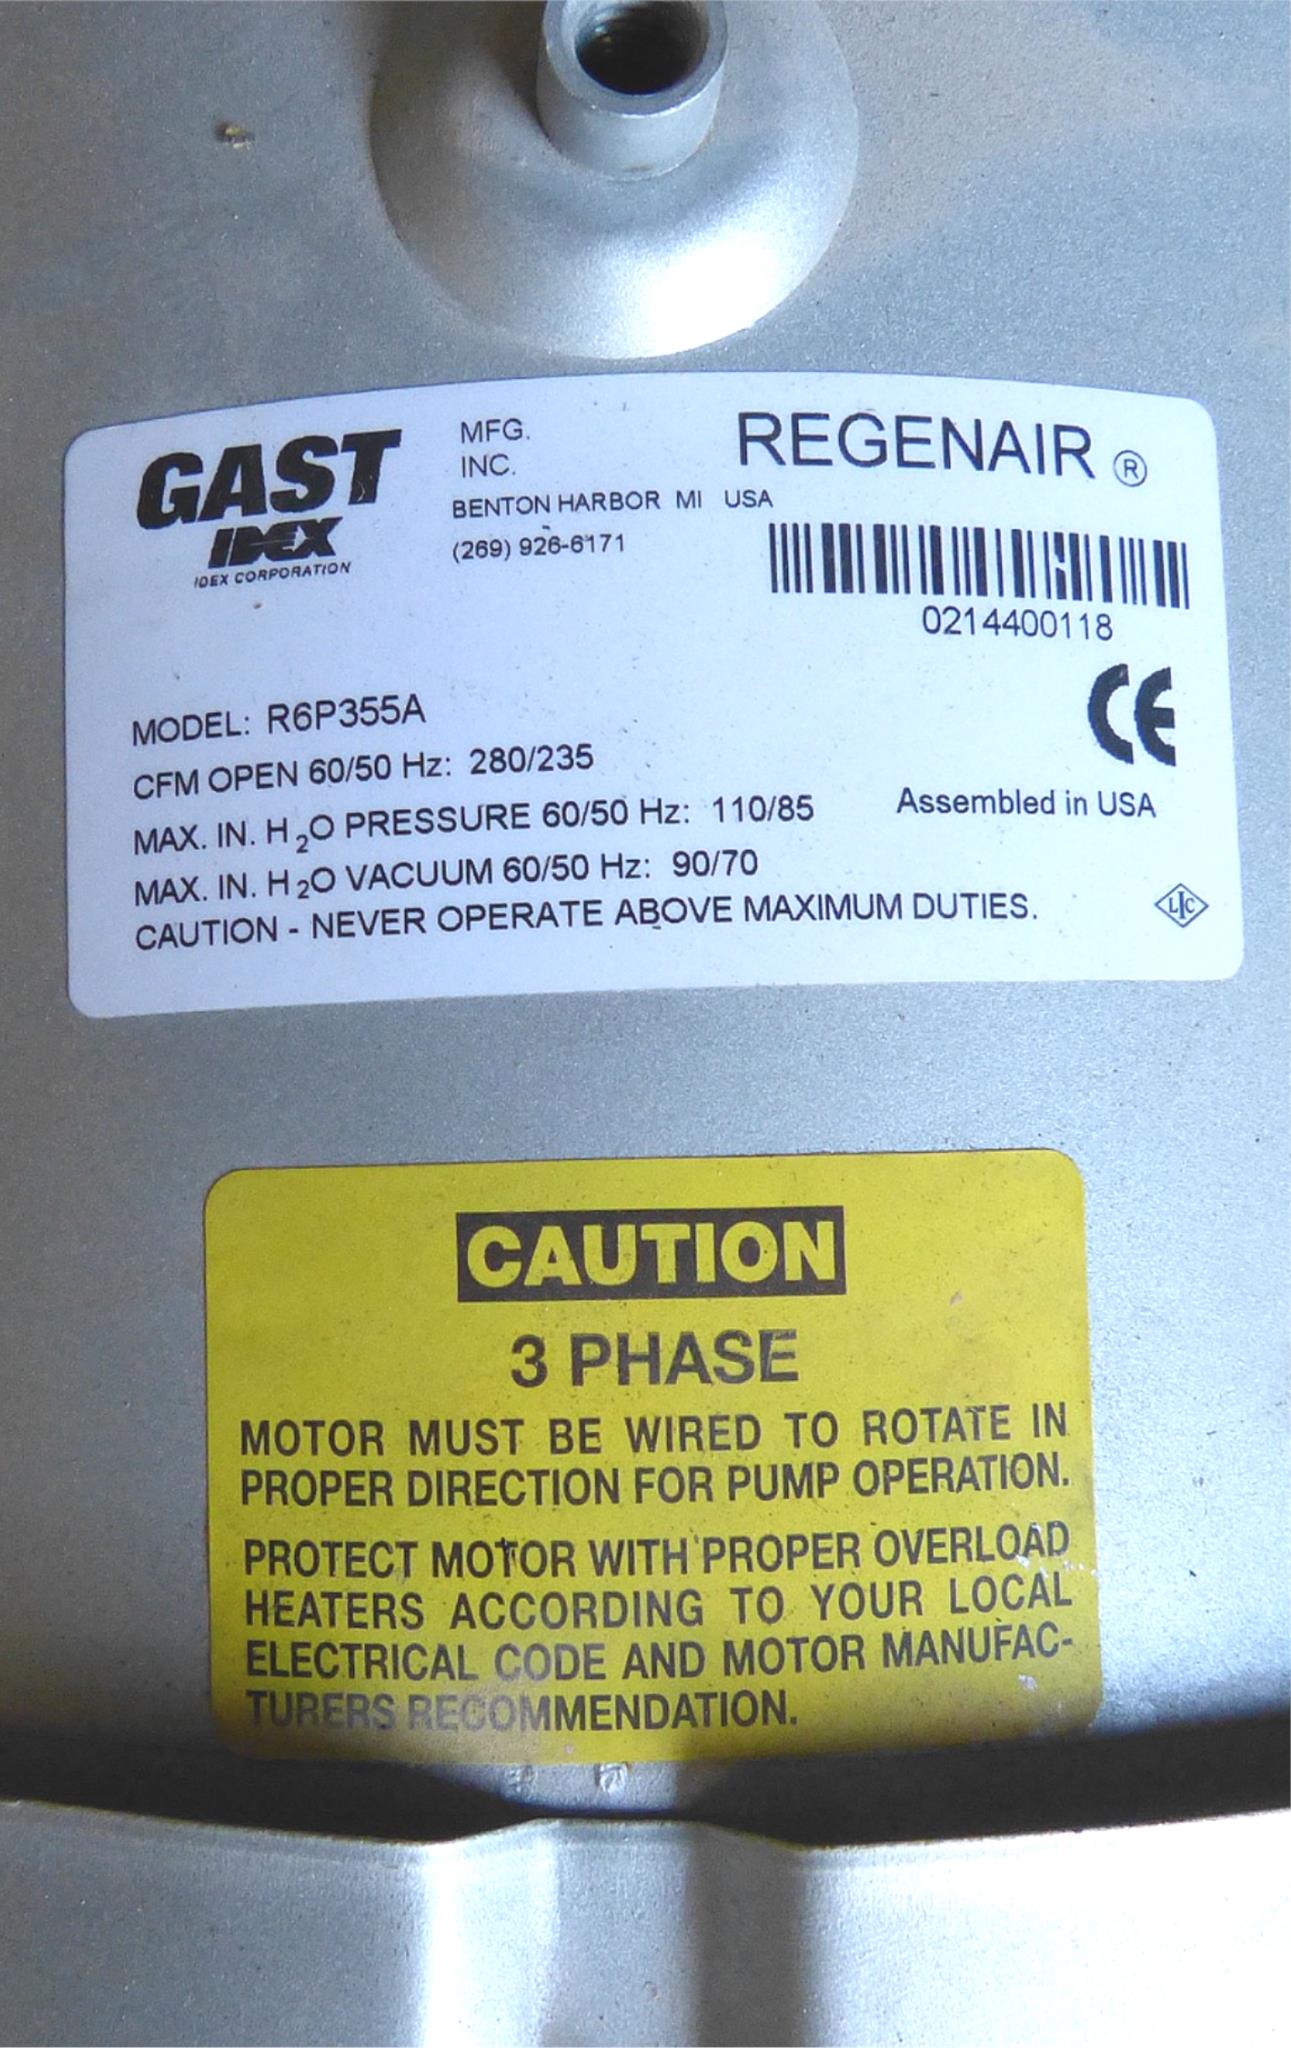 GAST
IDEX
IDEX CORPORATION
MFG.
INC.
BENTON HARBOR MI USA
(269) 926-6171
REGENAIR ®
0214400118
CE
MODEL: R6P355A
CFM OPEN 60/50 Hz: 280/235
MAX. IN. H2O PRESSURE 60/50 Hz: 110/85
Assembled in USA
MAX. IN. H2O VACUUM 60/50 Hz: 90/70
CAUTION - NEVER OPERATE ABOVE MAXIMUM DUTIES.
LIC
CAUTION
3 PHASE
MOTOR MUST BE WIRED TO ROTATE IN
PROPER DIRECTION FOR PUMP OPERATION.
PROTECT MOTOR WITH PROPER OVERLOAD
HEATERS ACCORDING TO YOUR LOCAL
ELECTRICAL CODE AND MOTOR MANUFAC-
TURERS RECOMMENDATION.